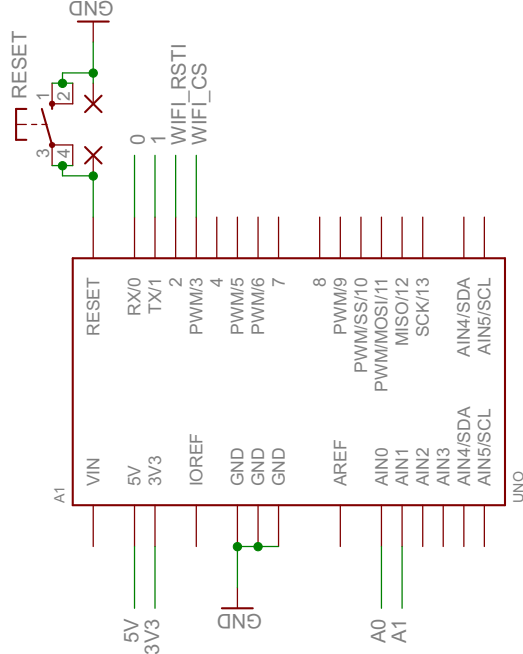 GND
RESET
1
2
3
4
0
1
WIFI_RSTI
WIFI_CS
RESET
RX/0
TX/1
2
PWM/3
4
PWM/5
PWM/6
7
8
PWM/9
PWM/SS/10
PWM/MOSI/11
MISO/12
SCK/13
AIN4/SDA
AIN5/SCL
VIN
5V
3V3
IOREF
GND
GND
GND
AREF
AIN0
AIN1
AIN2
AIN3
AIN4/SDA
AIN5/SCL
A1
UNO
5V
3V3
GND
A0
A1